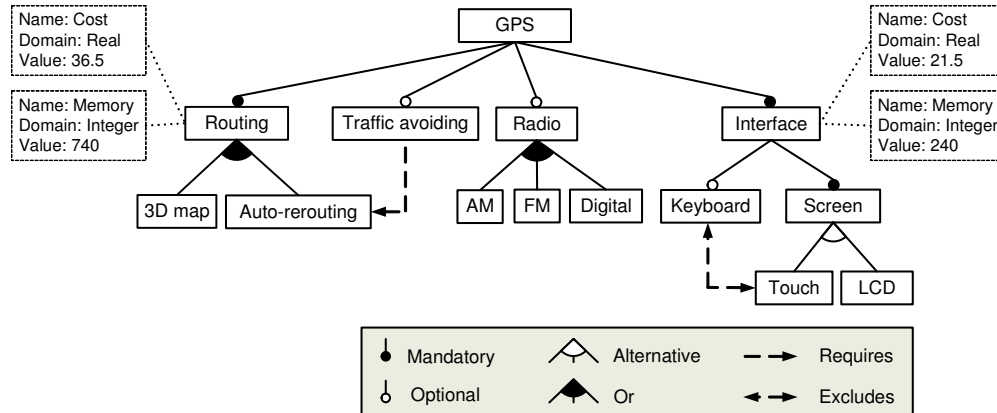 GPS
Name: Cost
Domain: Real
Value: 36.5
Name: Memory
Domain: Integer
Value: 740
Name: Cost
Domain: Real
Value: 21.5
Name: Memory
Domain: Integer
Value: 240
Routing
Traffic avoiding
Radio
Interface
3D map
Auto-rerouting
AM
FM
Digital
Keyboard
Screen
Touch
LCD
Mandatory
Alternative
Requires
Optional
Or
Excludes